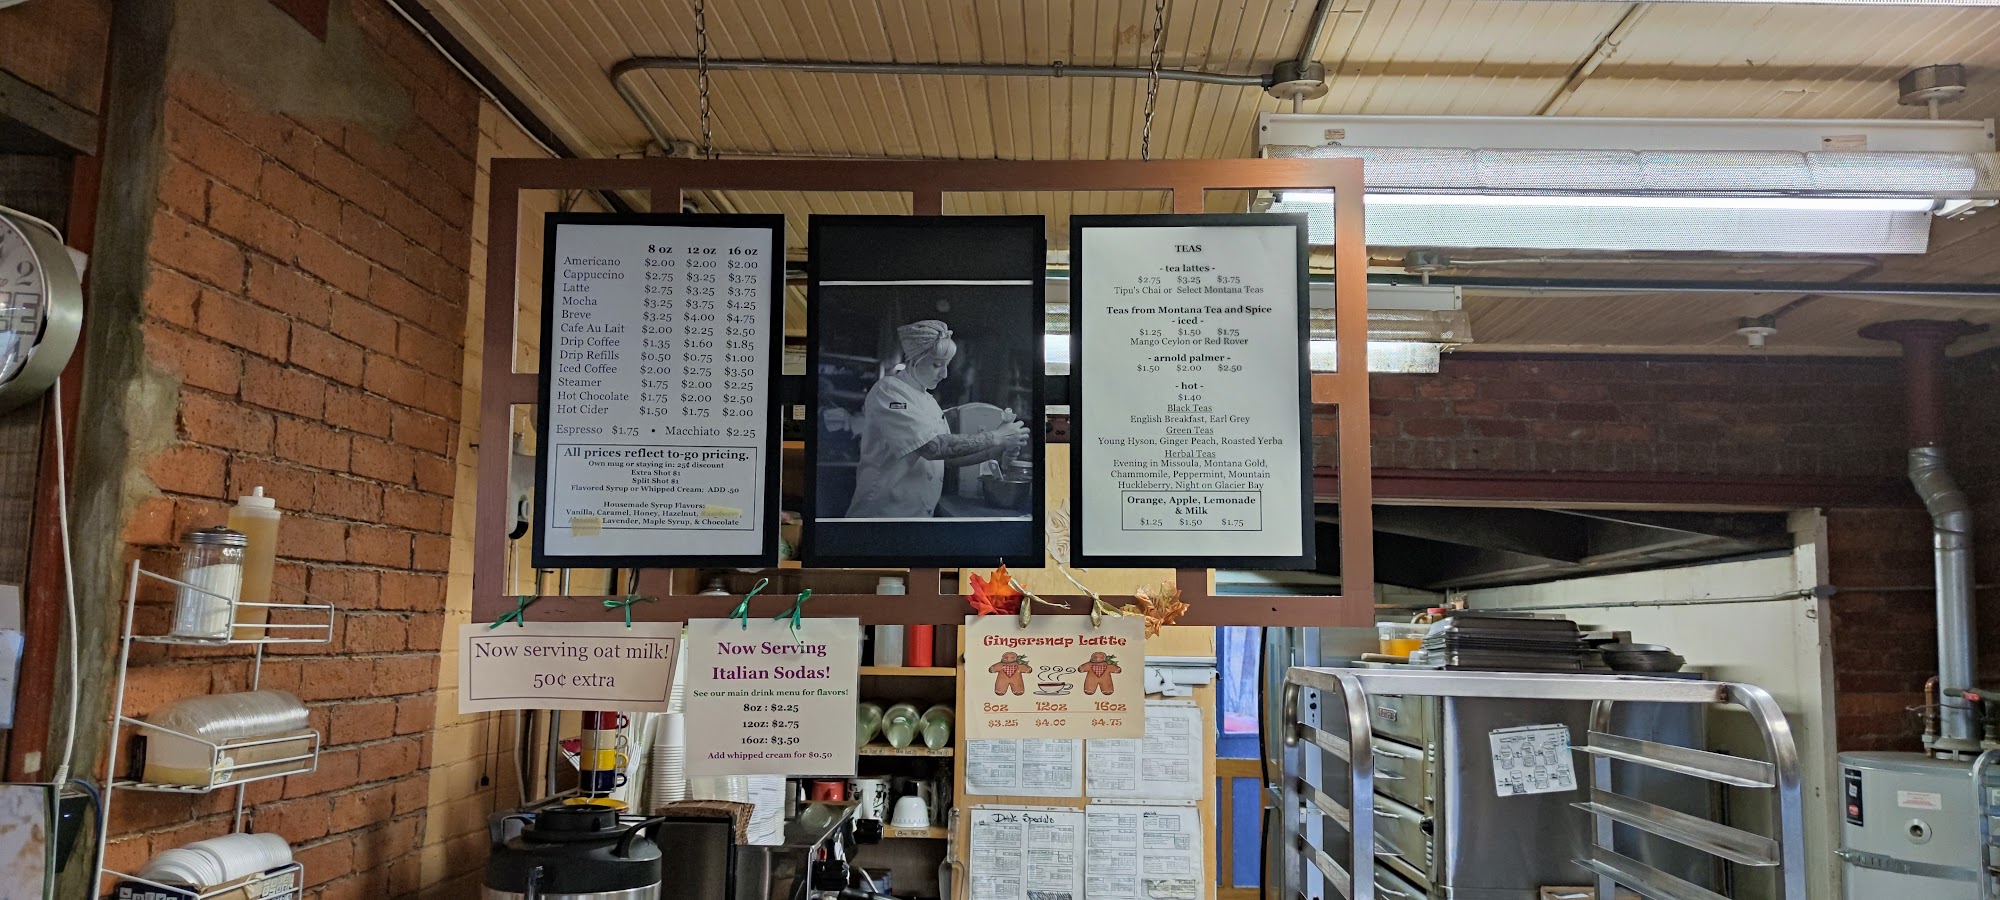 8 oz 12 oz 16 oz
Americano $2.00 $2.00 $2.00
Cappuccino $2.75 $3.25 $3.75
Latte $2.75 $3.25 $3.75
Mocha $3.25 $3.75 $4.25
Breve $3.25 $4.00 $4.75
Cafe Au Lait $2.00 $2.25 $2.50
Drip Coffee $1.35 $1.60 $1.85
Drip Refills $0.50 $0.75 $1.00
Iced Coffee $2.00 $2.75 $3.50
Steamer $1.75 $2.00 $2.25
Hot Chocolate $1.75 $2.00 $2.50
Hot Cider $1.50 $1.75 $2.00
Espresso $1.75 • Macchiato $2.25
All prices reflect to-go pricing.
Own mug or staying in: 25¢ discount
Extra Shot $1
Split Shot $1
Flavored Syrup or Whipped Cream: ADD .50
Housemade Syrup Flavors:
Vanilla, Caramel, Honey, Hazelnut,
Lavender, Maple Syrup, & Chocolate
TEAS
- tea lattes -
$2.75 $3.25 $3.75
Tipu's Chai or Select Montana Teas
Teas from Montana Tea and Spice
- iced -
$1.25 $1.50 $1.75
Mango Ceylon or Red Rover
- arnold palmer -
$1.50 $2.00 $2.50
- hot -
$1.40
Black Teas
English Breakfast, Earl Grey
Green Teas
Young Hyson, Ginger Peach, Roasted Yerba
Herbal Teas
Evening in Missoula, Montana Gold,
Chammomile, Peppermint, Mountain
Huckleberry, Night on Glacier Bay
Orange, Apple, Lemonade
& Milk
$1.25 $1.50 $1.75
Now serving oat milk!
50¢ extra
Now Serving
Italian Sodas!
See our main drink menu for flavors!
8oz : $2.25
12oz: $2.75
16oz: $3.50
Add whipped cream for $0.50
Gingersnap Latte
8oz 12oz 16oz
$3.25 $4.00 $4.75
Drink Specials
2